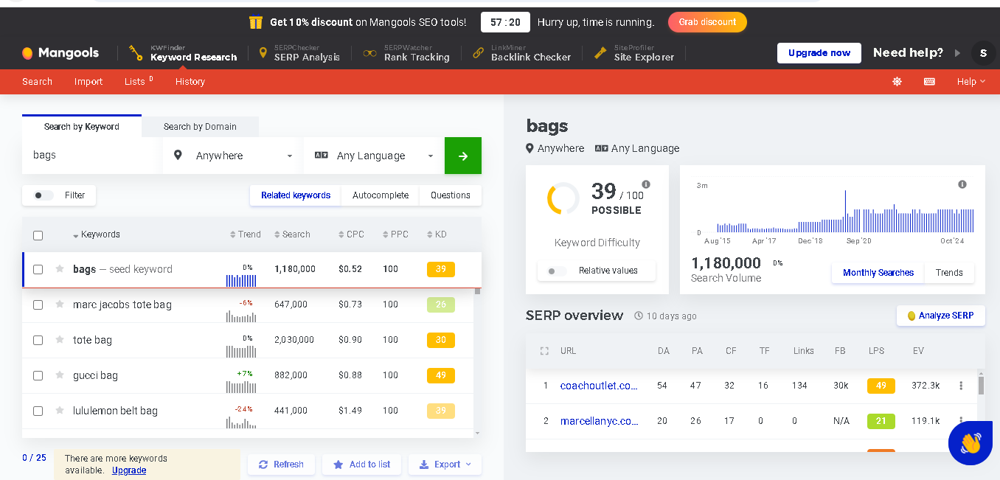 Get 10% discount on Mangools SEO tools! 57 : 20 Hurry up, time is running. Grab discount
Mangools
KWFinder
Keyword Research
SERPChecker
SERP Analysis
SERPWatcher
Rank Tracking
LinkMiner
Backlink Checker
SiteProfiler
Site Explorer
Upgrade now Need help? S
Search Import Lists 0 History Help
Search by Keyword Search by Domain
bags Anywhere Any Language
Filter Related keywords Autocomplete Questions
Keywords Trend Search CPC PPC KD
bags — seed keyword 0% 1,180,000 $0.52 100 39
marc jacobs tote bag -6% 647,000 $0.73 100 26
tote bag 0% 2,030,000 $0.90 100 30
gucci bag +7% 882,000 $0.88 100 49
lululemon belt bag -24% 441,000 $1.49 100 39
0 / 25 There are more keywords
available. Upgrade
Refresh Add to list Export
bags
Anywhere Any Language
39 / 100
POSSIBLE
Keyword Difficulty
Relative values
3m
0
Aug '15 Apr '17 Dec '18 Sep '20 Oct '24
1,180,000 0%
Search Volume
Monthly Searches Trends
SERP overview 10 days ago Analyze SERP
URL DA PA CF TF Links FB LPS EV
1 coachoutlet.co... 54 47 32 16 134 30k 49 372.3k
2 marcellanyc.co... 20 26 17 0 0 N/A 21 119.1k